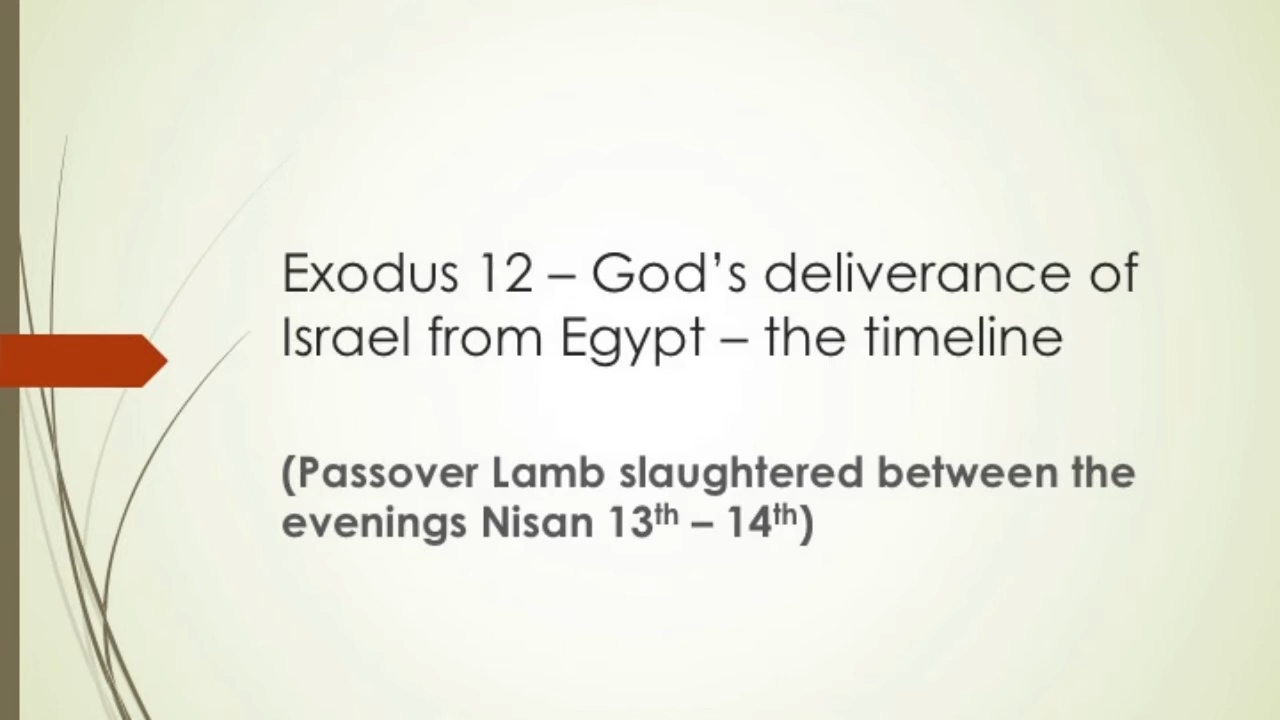 Exodus 12 – God’s deliverance of
Israel from Egypt – the timeline
(Passover Lamb slaughtered between the
evenings Nisan 13th – 14th)